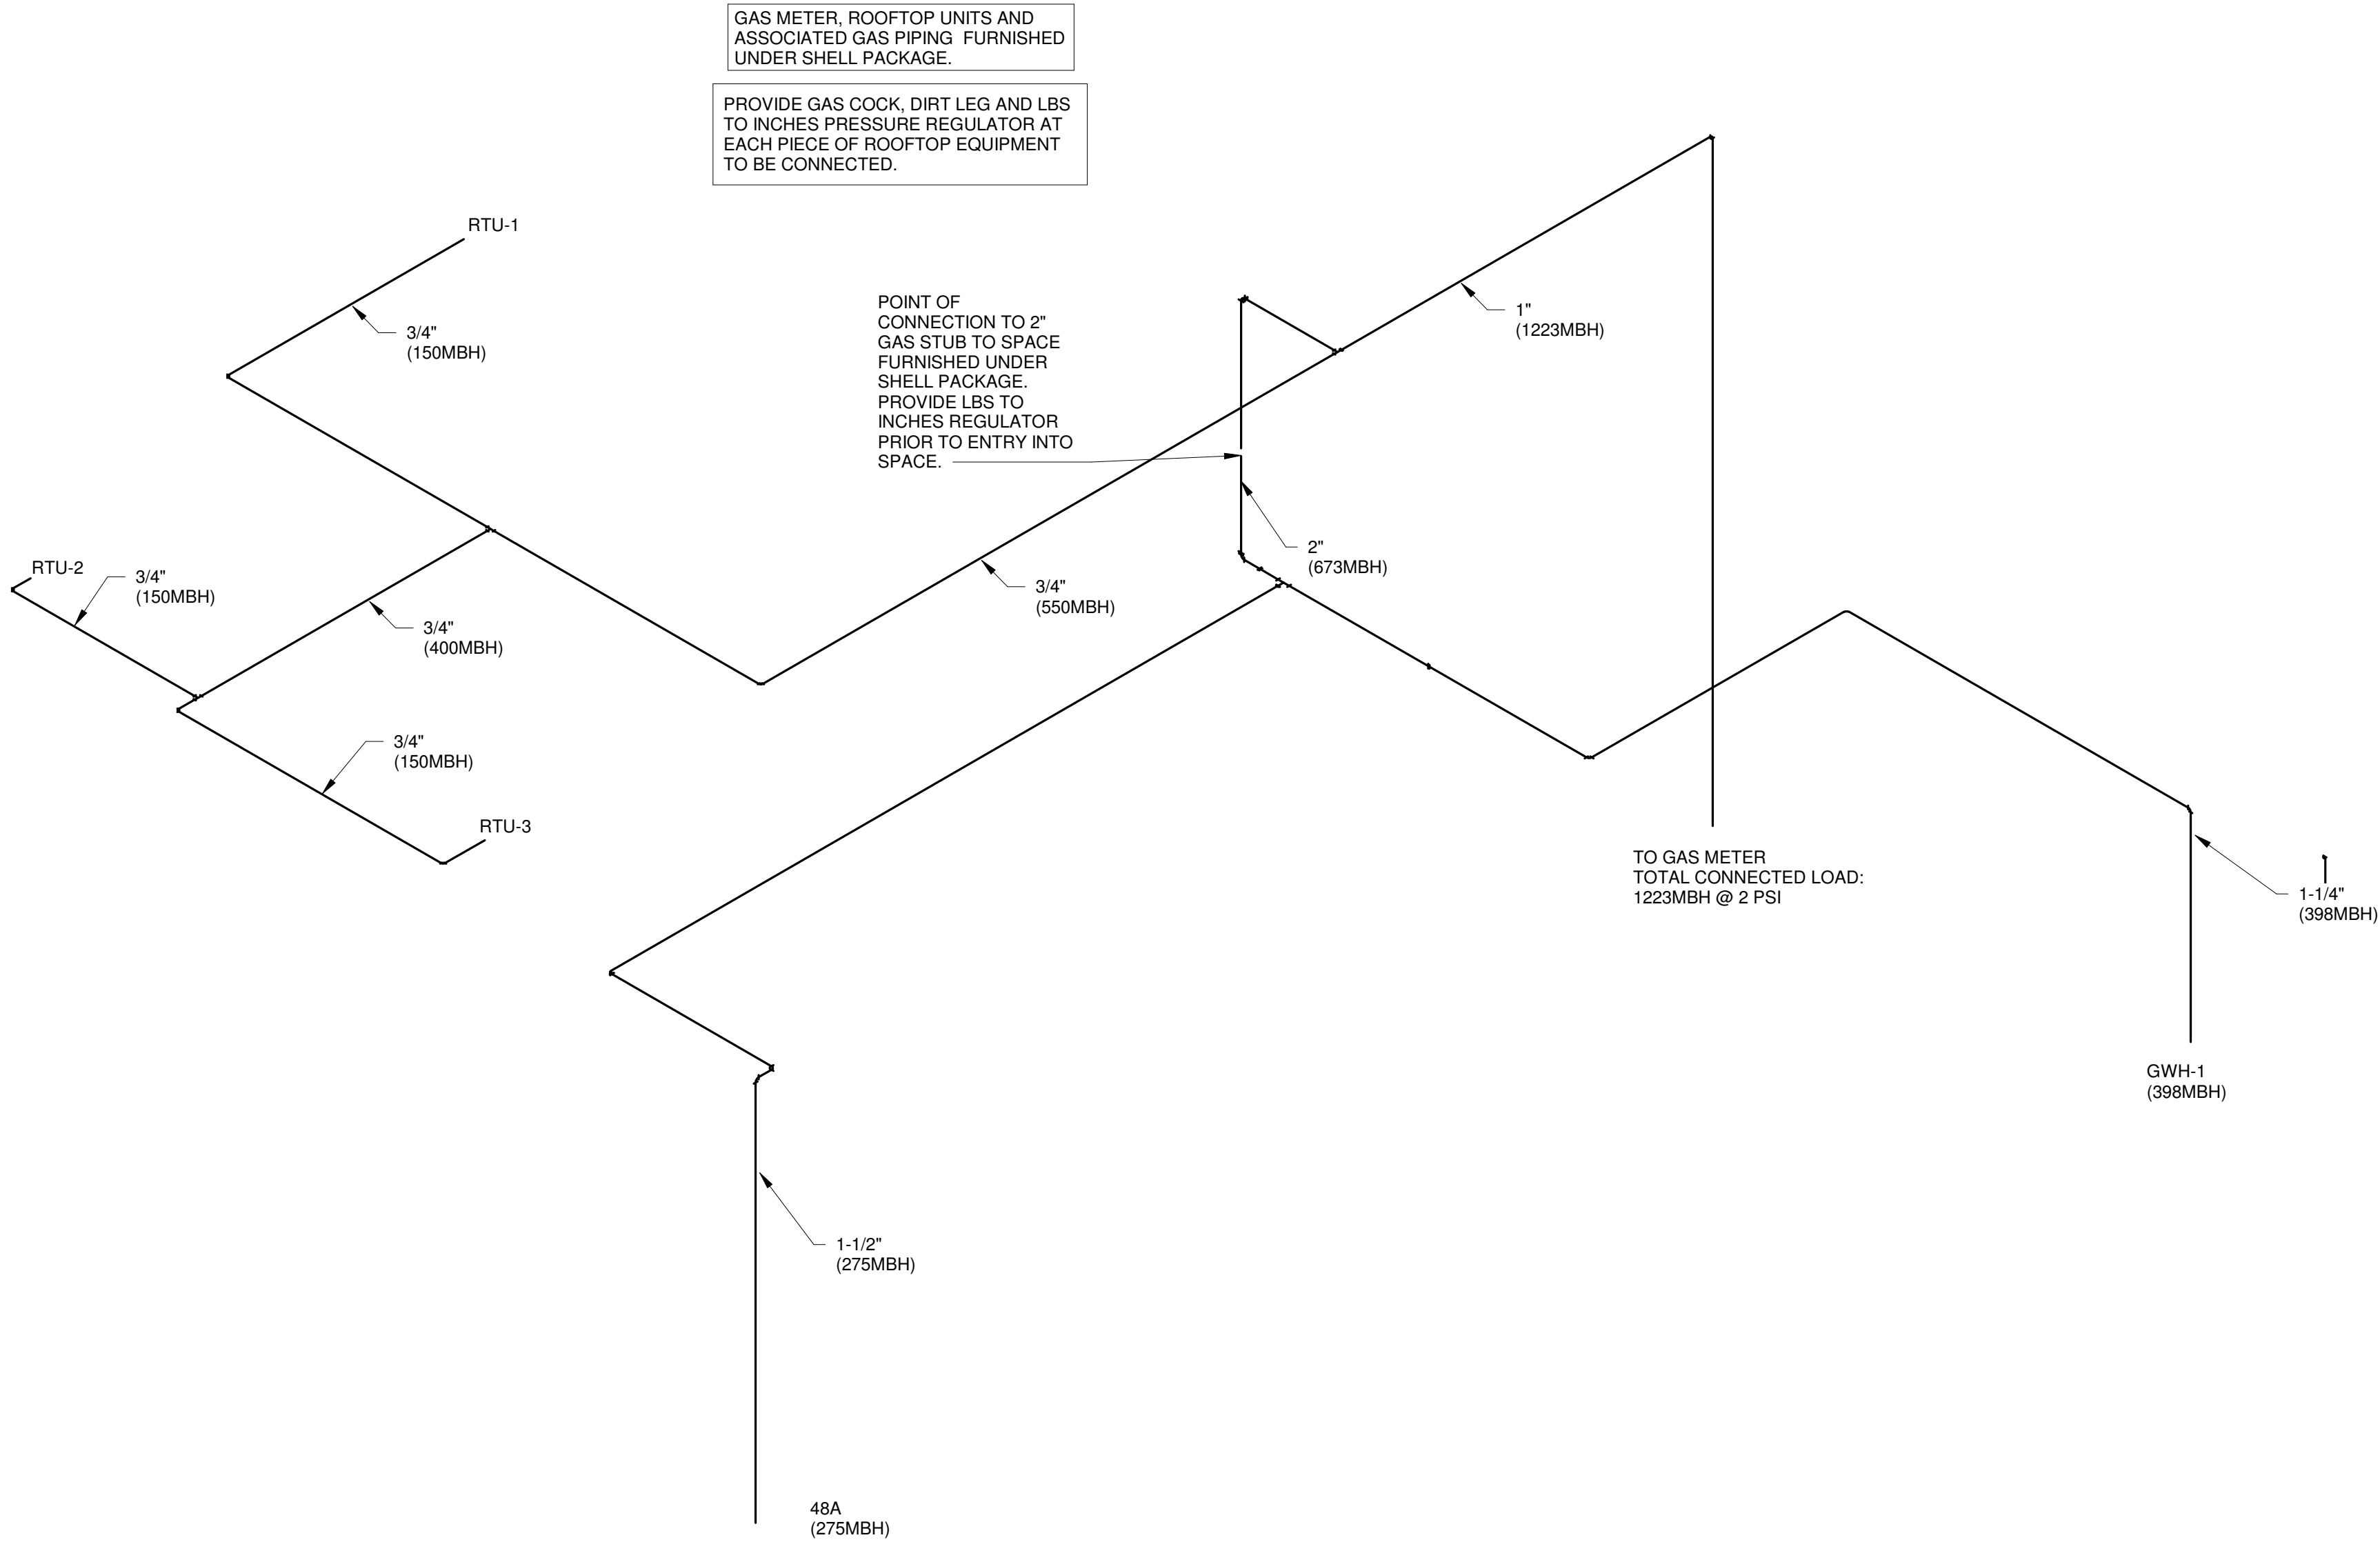 GAS METER, ROOFTOP UNITS AND
ASSOCIATED GAS PIPING FURNISHED
UNDER SHELL PACKAGE.
PROVIDE GAS COCK, DIRT LEG AND LBS
TO INCHES PRESSURE REGULATOR AT
EACH PIECE OF ROOFTOP EQUIPMENT
TO BE CONNECTED.
RTU-1
3/4"
(150MBH)
POINT OF
CONNECTION TO 2"
GAS STUB TO SPACE
FURNISHED UNDER
SHELL PACKAGE.
PROVIDE LBS TO
INCHES REGULATOR
PRIOR TO ENTRY INTO
SPACE.
1"
(1223MBH)
2"
(673MBH)
RTU-2
3/4"
(150MBH)
3/4"
(550MBH)
3/4"
(400MBH)
3/4"
(150MBH)
RTU-3
TO GAS METER
TOTAL CONNECTED LOAD:
1223MBH @ 2 PSI
1-1/4"
(398MBH)
GWH-1
(398MBH)
1-1/2"
(275MBH)
48A
(275MBH)